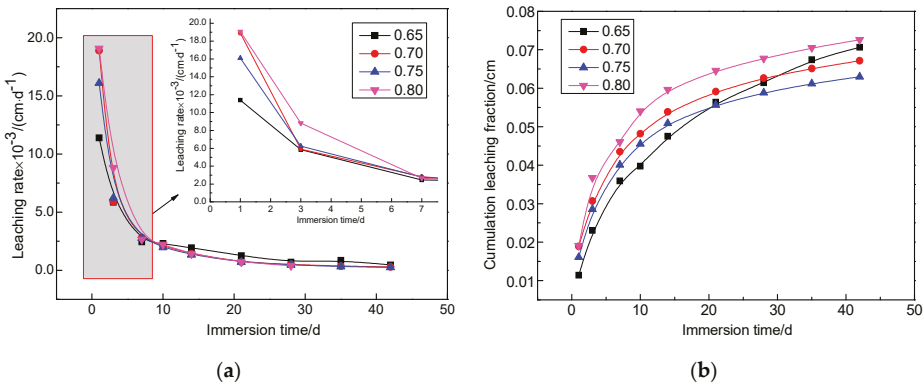 20.0
15.0
10.0
5.0
0.0
Leaching rate×10⁻³/(cm·d⁻¹)
0 10 20 30 40 50
Immersion time/d
20.0
18.0
16.0
14.0
12.0
10.0
8.0
6.0
4.0
2.0
0.0
Leaching rate×10⁻³/(cm·d⁻¹)
0 1 2 3 4 5 6 7
Immersion time/d
0.65
0.70
0.75
0.80
(a)
0.08
0.07
0.06
0.05
0.04
0.03
0.02
0.01
Cumulation leaching fraction/cm
0 10 20 30 40 50
Immersion time/d
0.65
0.70
0.75
0.80
(b)